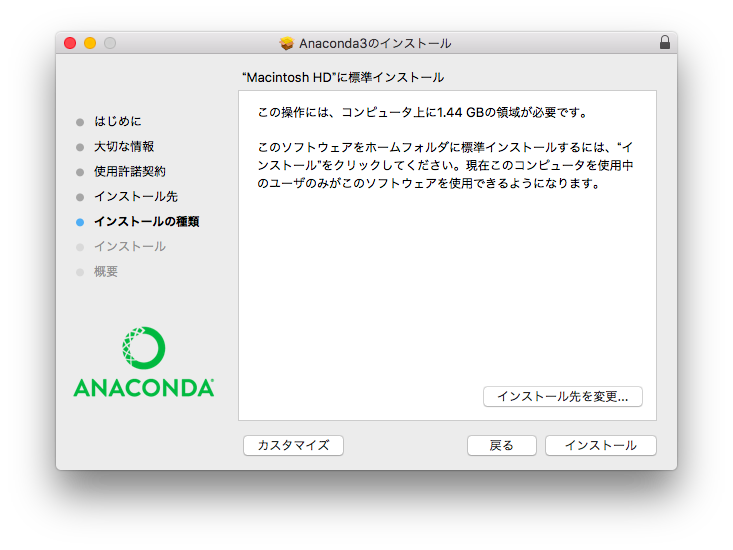 Anaconda3のインストール
"Macintosh HD"に標準インストール
はじめに
大切な情報
使用許諾契約
インストール先
インストールの種類
インストール
概要
この操作には、コンピュータ上に1.44 GBの領域が必要です。
このソフトウェアをホームフォルダに標準インストールするには、"イ
ンストール"をクリックしてください。現在このコンピュータを使用中
のユーザのみがこのソフトウェアを使用できるようになります。
ANACONDA
インストール先を変更...
カスタマイズ
戻る
インストール